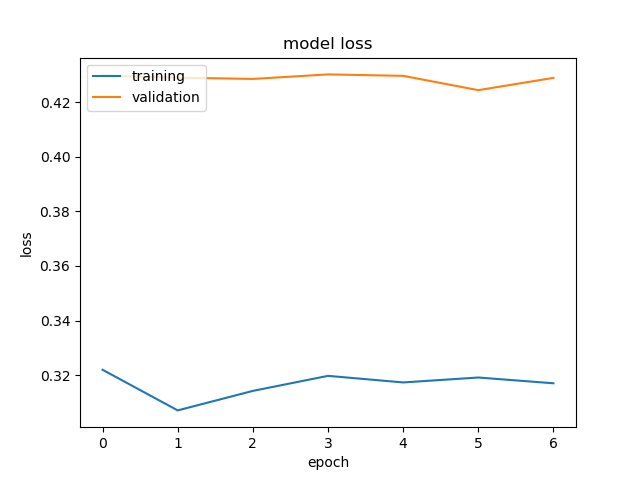 model loss
training
validation
0.42
0.40
0.38
0.36
0.34
0.32
loss
0 1 2 3 4 5 6
epoch